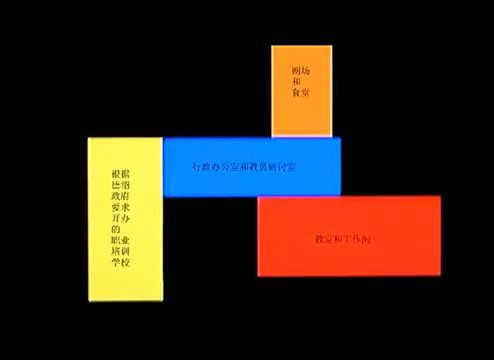 剧场
和
食堂
行政办公室和教员研讨室
根据
德绍
政府
要求
开办
的
职业
培训
学校
教室和工作间